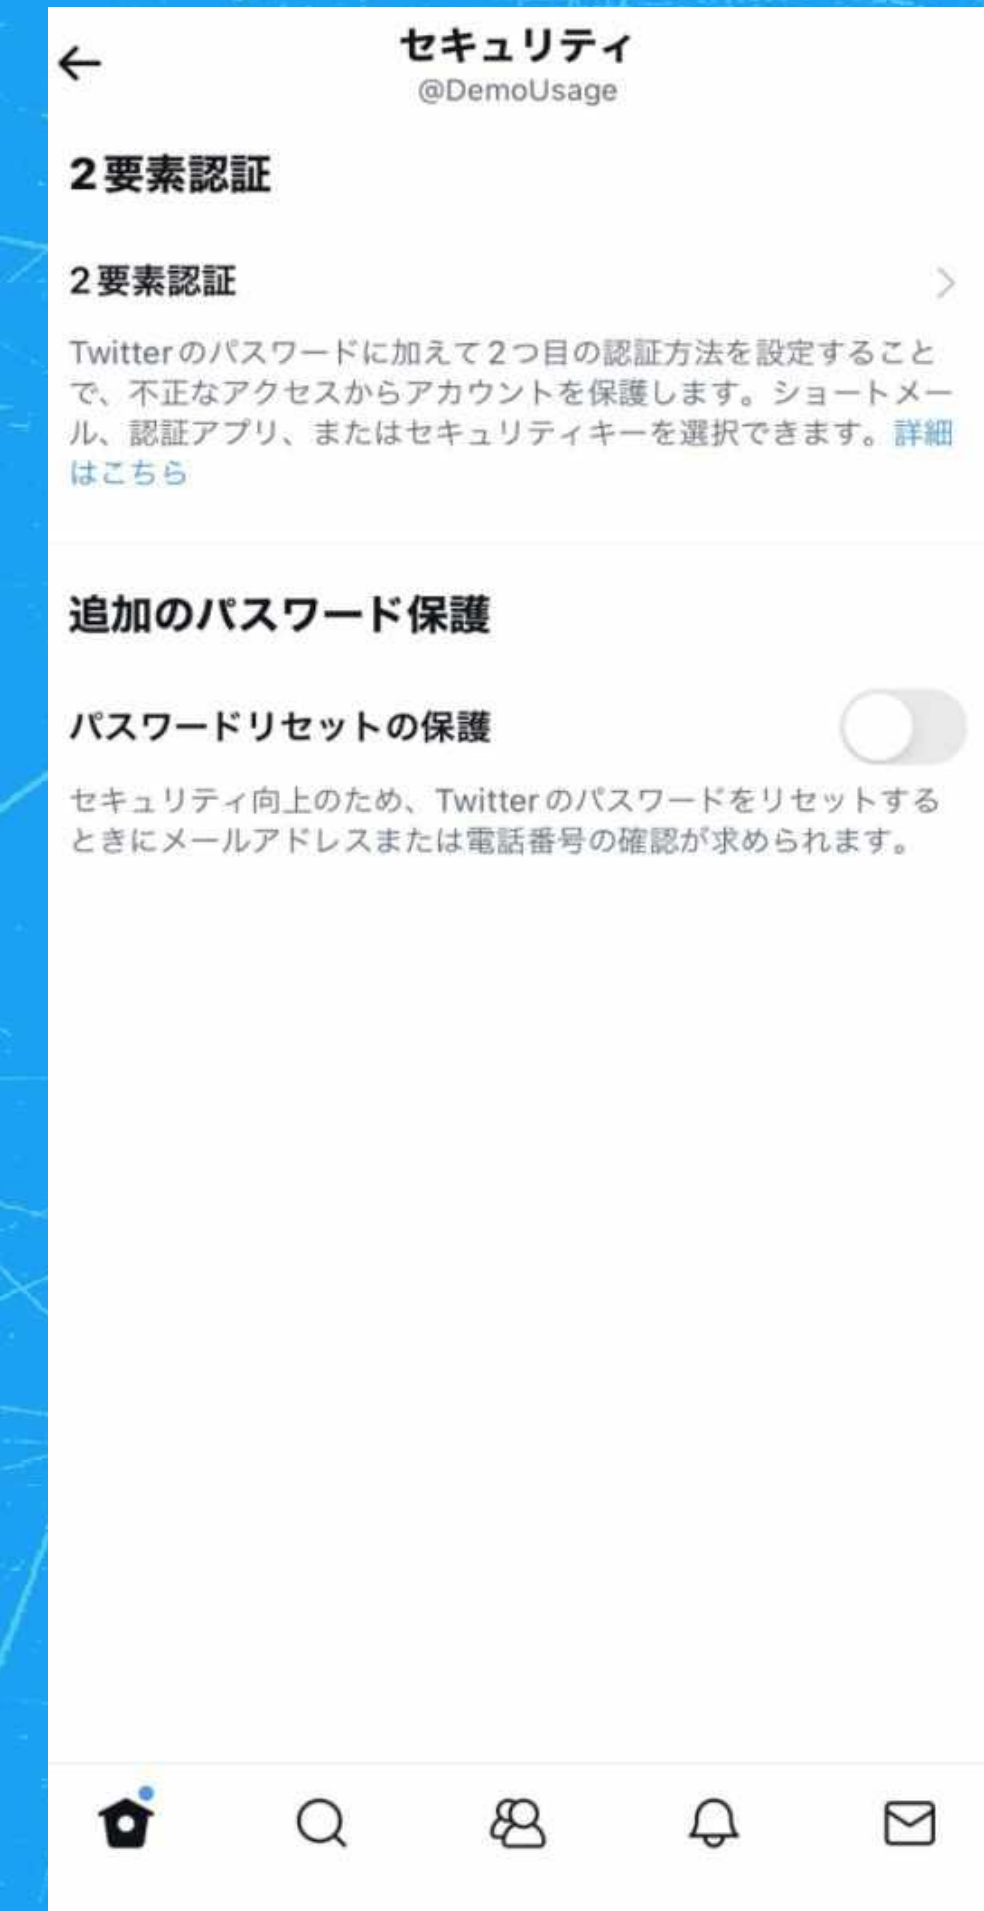 セキュリティ
@DemoUsage
2要素認証
2要素認証
Twitterのパスワードに加えて2つ目の認証方法を設定すること
で、不正なアクセスからアカウントを保護します。ショートメー
ル、認証アプリ、またはセキュリティキーを選択できます。詳細
はこちら
追加のパスワード保護
パスワードリセットの保護
セキュリティ向上のため、Twitterのパスワードをリセットする
ときにメールアドレスまたは電話番号の確認が求められます。